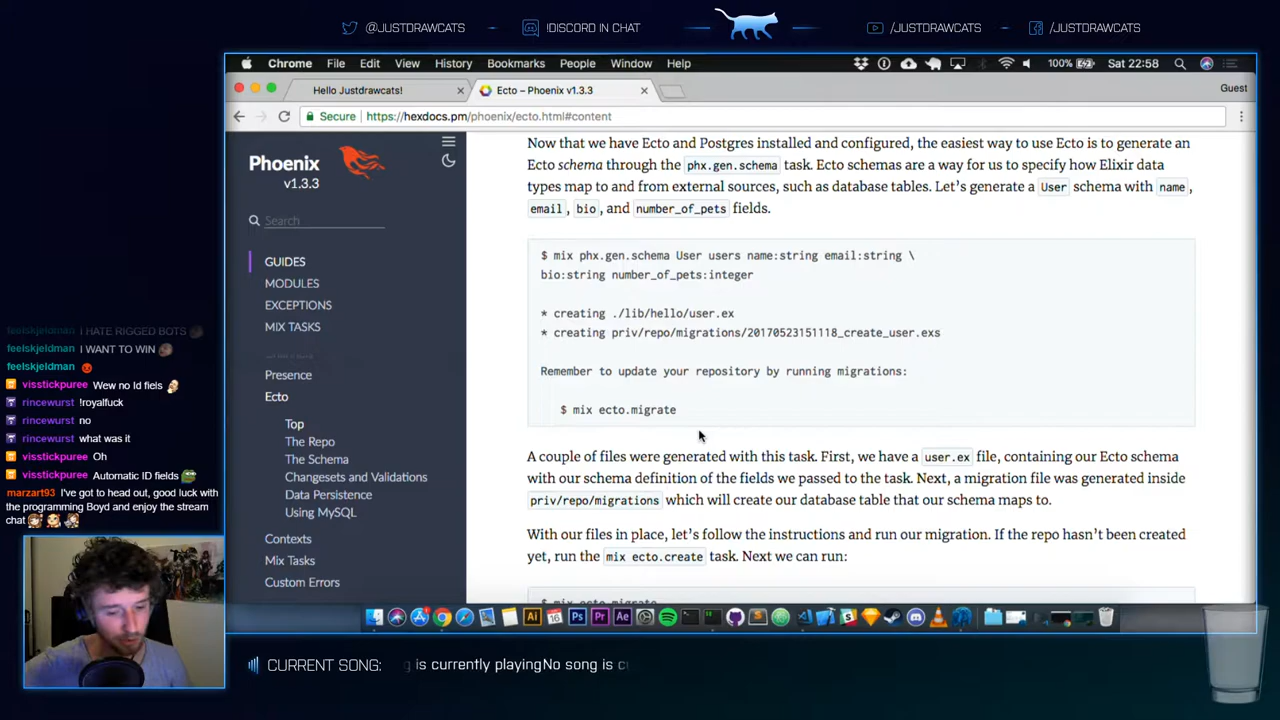 @JUSTDRAWCATS
!DISCORD IN CHAT
/JUSTDRAWCATS
/JUSTDRAWCATS
Chrome File Edit View History Bookmarks People Window Help
100%
Sat 22:58
Hello Justdrawcats!
Ecto – Phoenix v1.3.3
Guest
Secure
https://hexdocs.pm/phoenix/ecto.html#content
Phoenix
v1.3.3
Search
GUIDES
MODULES
EXCEPTIONS
MIX TASKS
Presence
Ecto
Top
The Repo
The Schema
Changesets and Validations
Data Persistence
Using MySQL
Contexts
Mix Tasks
Custom Errors
Now that we have Ecto and Postgres installed and configured, the easiest way to use Ecto is to generate an
Ecto schema through the phx.gen.schema task. Ecto schemas are a way for us to specify how Elixir data
types map to and from external sources, such as database tables. Let’s generate a User schema with name,
email, bio, and number_of_pets fields.
$ mix phx.gen.schema User users name:string email:string \
bio:string number_of_pets:integer
* creating ./lib/hello/user.ex
* creating priv/repo/migrations/20170523151118_create_user.exs
Remember to update your repository by running migrations:
$ mix ecto.migrate
A couple of files were generated with this task. First, we have a user.ex file, containing our Ecto schema
with our schema definition of the fields we passed to the task. Next, a migration file was generated inside
priv/repo/migrations which will create our database table that our schema maps to.
With our files in place, let’s follow the instructions and run our migration. If the repo hasn’t been created
yet, run the mix ecto.create task. Next we can run:
$ mix ecto.migrate
feelskjeldman I HATE RIGGED BOTS
feelskjeldman I WANT TO WIN
feelskjeldman
visstickpuree Wew no Id fiels
rincewurst !royalfuck
rincewurst no
rincewurst what was it
visstickpuree Oh
visstickpuree Automatic ID fields
marzart93 I've got to head out, good luck with
the programming Boyd and enjoy the stream
chat
Ai
16
Ps
Pr
Ae
CURRENT SONG:
g is currently playingNo song is c